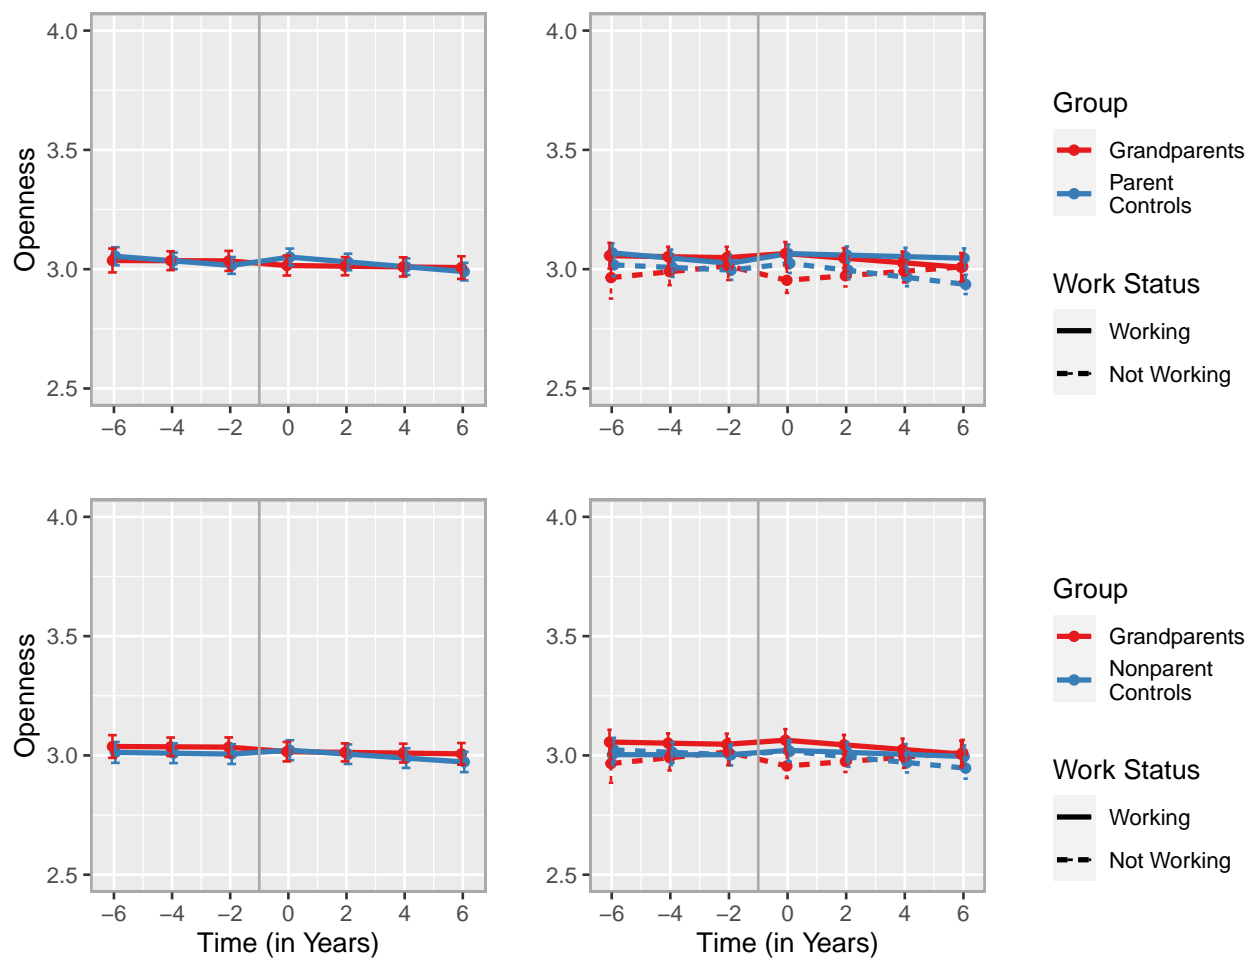 4.0
3.5
3.0
2.5
Openness
−6 −4 −2 0 2 4 6
4.0
3.5
3.0
2.5
−6 −4 −2 0 2 4 6
Group
Grandparents
Parent
Controls
Work Status
Working
Not Working
4.0
3.5
3.0
2.5
Openness
−6 −4 −2 0 2 4 6
Time (in Years)
4.0
3.5
3.0
2.5
−6 −4 −2 0 2 4 6
Time (in Years)
Group
Grandparents
Nonparent
Controls
Work Status
Working
Not Working